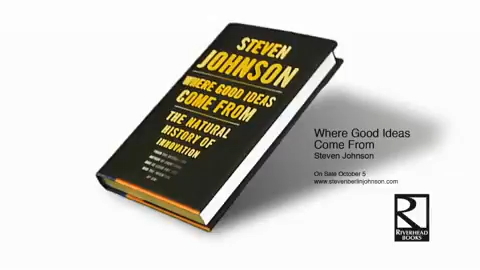 STEVEN
JOHNSON
WHERE GOOD IDEAS
COME FROM
THE NATURAL
HISTORY OF
INNOVATION
Where Good Ideas
Come From
Steven Johnson
On Sale October 5
www.stevenberlinjohnson.com
R
RIVERHEAD
BOOKS